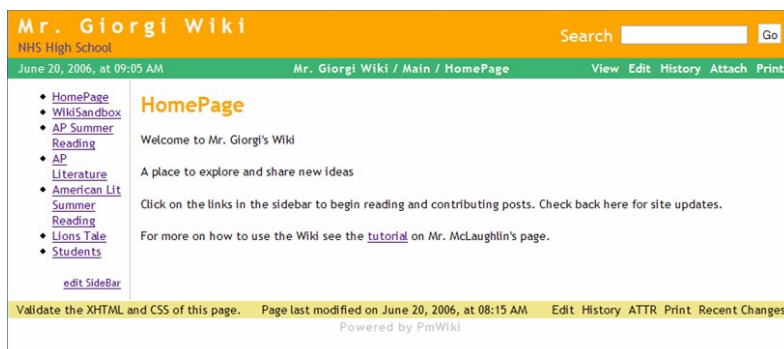 Mr. Giorgi Wiki
NHS High School
Search
Go
June 20, 2006, at 09:05 AM
Mr. Giorgi Wiki / Main / HomePage
View Edit History Attach Print
HomePage
WikiSandbox
AP Summer
Reading
AP
Literature
American Lit
Summer
Reading
Lions Tale
Students
edit SideBar
HomePage
Welcome to Mr. Giorgi's Wiki
A place to explore and share new ideas
Click on the links in the sidebar to begin reading and contributing posts. Check back here for site updates.
For more on how to use the Wiki see the tutorial on Mr. McLaughlin's page.
Validate the XHTML and CSS of this page.
Page last modified on June 20, 2006, at 08:15 AM
Edit History ATTR Print Recent Changes
Powered by PmWiki